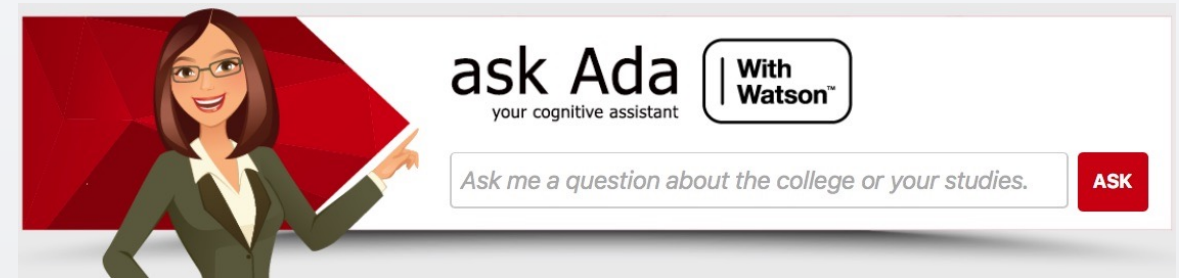 ask Ada
your cognitive assistant
With
Watson™
Ask me a question about the college or your studies.
ASK